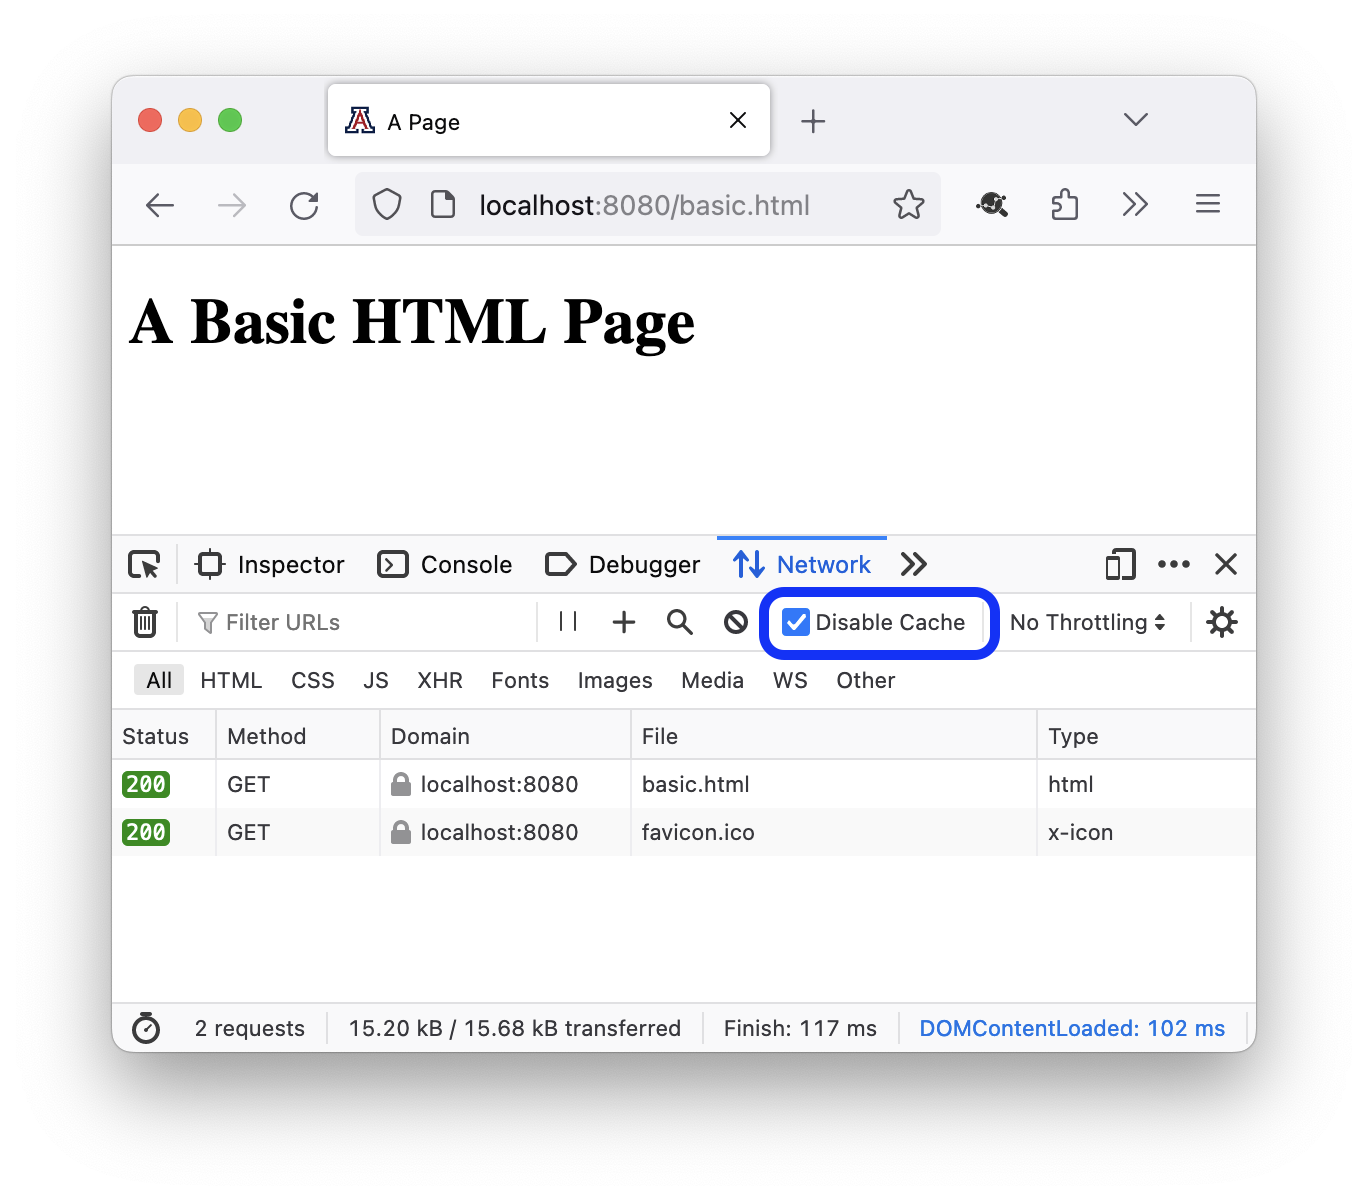 A Page
localhost:8080/basic.html
A Basic HTML Page
Inspector Console Debugger Network
Filter URLs Disable Cache No Throttling
All HTML CSS JS XHR Fonts Images Media WS Other
Status Method Domain File Type
200 GET localhost:8080 basic.html html
200 GET localhost:8080 favicon.ico x-icon
2 requests 15.20 kB / 15.68 kB transferred Finish: 117 ms DOMContentLoaded: 102 ms